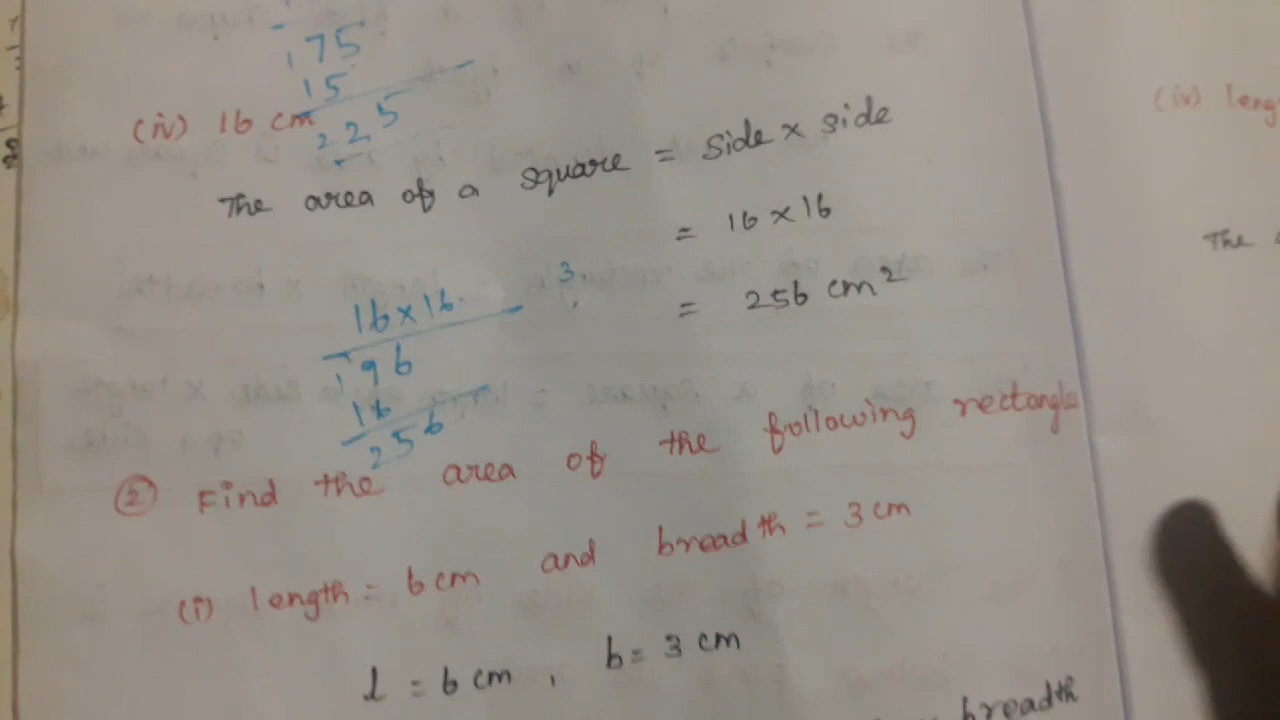 175
15
225
(iv) 16 cm
The area of a square = side x side
= 16 x 16
= 256 cm²
3
16 x 16
196
16
256
② Find the area of the following rectangle
(i) length = 6 cm and breadth = 3 cm
l = 6 cm, b = 3 cm
breadth
(iv) leng
The